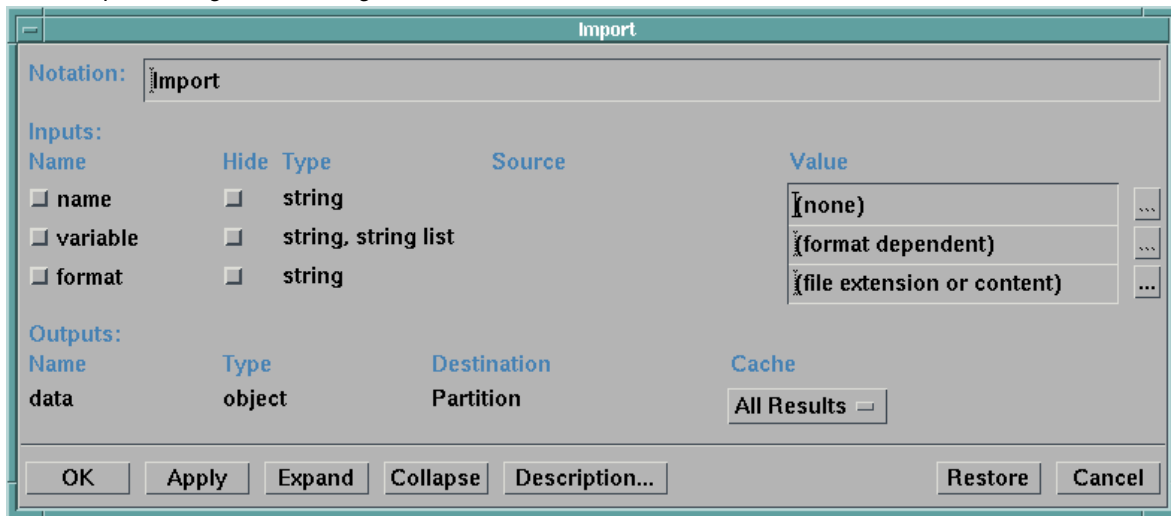 Import
Notation: Import
Inputs:
Name Hide Type Source Value
name string (none) ...
variable string, string list (format dependent) ...
format string (file extension or content) ...
Outputs:
Name Type Destination Cache
data object Partition All Results
OK Apply Expand Collapse Description... Restore Cancel